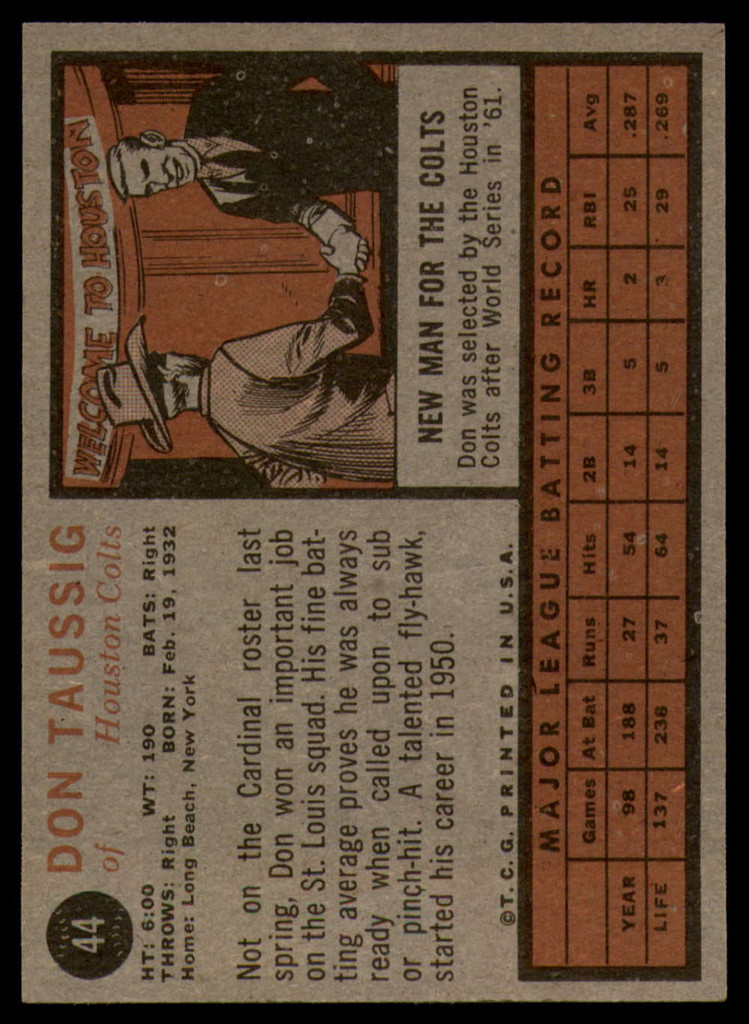 44
DON TAUSSIG
of Houston Colts
HT: 6:00 WT: 190 BATS: Right
THROWS: Right BORN: Feb. 19, 1932
Home: Long Beach, New York
Not on the Cardinal roster last
spring, Don won an important job
on the St. Louis squad. His fine bat-
ting average proves he was always
ready when called upon to sub
or pinch-hit. A talented fly-hawk,
started his career in 1950.
©T.C.G. PRINTED IN U.S.A.
WELCOME TO HOUSTON
NEW MAN FOR THE COLTS
Don was selected by the Houston
Colts after World Series in '61.
MAJOR LEAGUE BATTING RECORD
Games At Bat Runs Hits 2B 3B HR RBI Avg
YEAR 98 188 27 54 14 5 2 25 .287
LIFE 137 238 37 64 14 5 3 29 .269